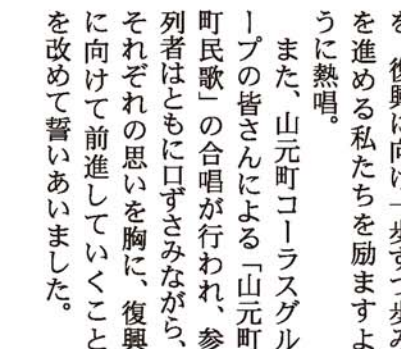 を、復興に向け一歩ずつ歩み
を進める私たちを励ますよ
うに熱唱。
また、山元町コーラスグル
ープの皆さんによる「山元町
町民歌」の合唱が行われ、参
列者はともに口ずさみながら、
それぞれの思いを胸に、復興
に向けて前進していくこと
を改めて誓いあいました。